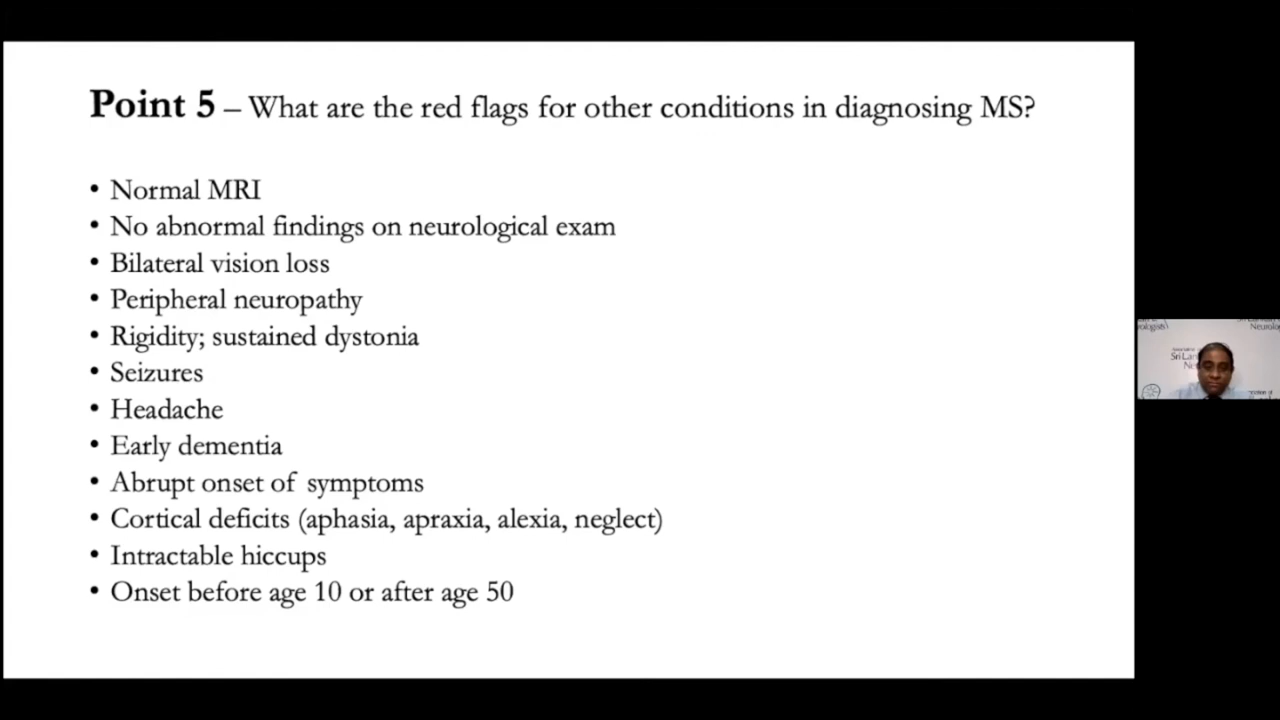 Point 5 – What are the red flags for other conditions in diagnosing MS?
• Normal MRI
• No abnormal findings on neurological exam
• Bilateral vision loss
• Peripheral neuropathy
• Rigidity; sustained dystonia
• Seizures
• Headache
• Early dementia
• Abrupt onset of symptoms
• Cortical deficits (aphasia, apraxia, alexia, neglect)
• Intractable hiccups
• Onset before age 10 or after age 50